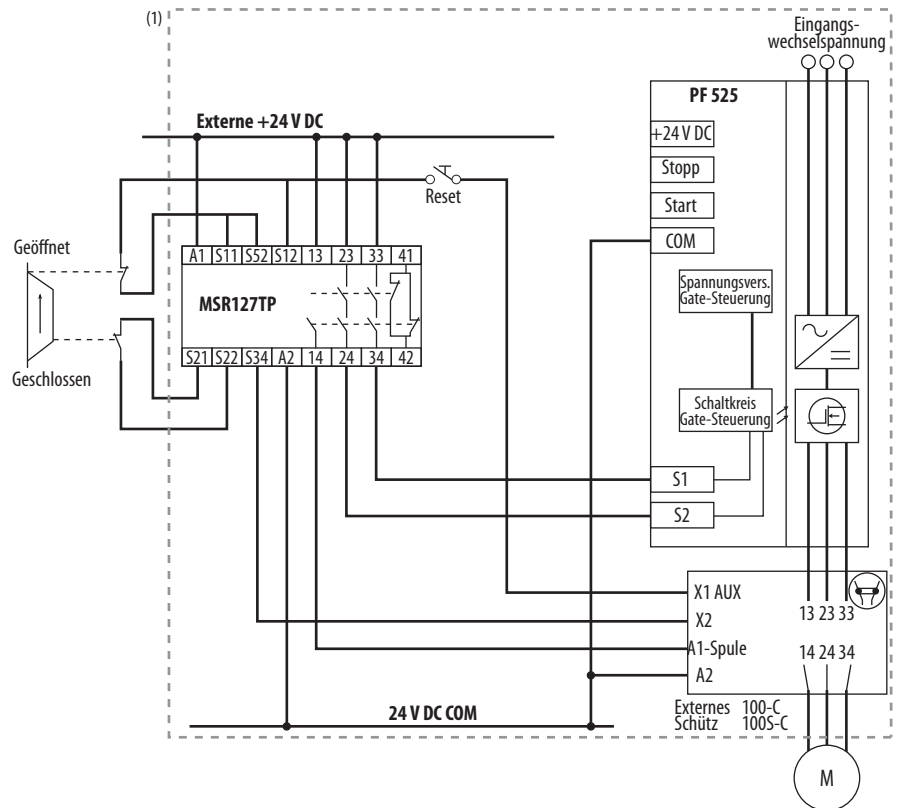 (1)
Eingangs-
wechselspannung
PF 525
Externe +24 V DC
+24 V DC
Stopp
Reset
Start
COM
Geöffnet
A1 S11 S52 S12 13 23 33 41
MSR127TP
Spannungsvers.
Gate-Steuerung
S21 S22 S34 A2 14 24 34 42
Geschlossen
Schaltkreis
Gate-Steuerung
S1
S2
X1 AUX
13 23 33
X2
A1-Spule
14 24 34
A2
24 V DC COM
Externes 100-C
Schütz 100S-C
M